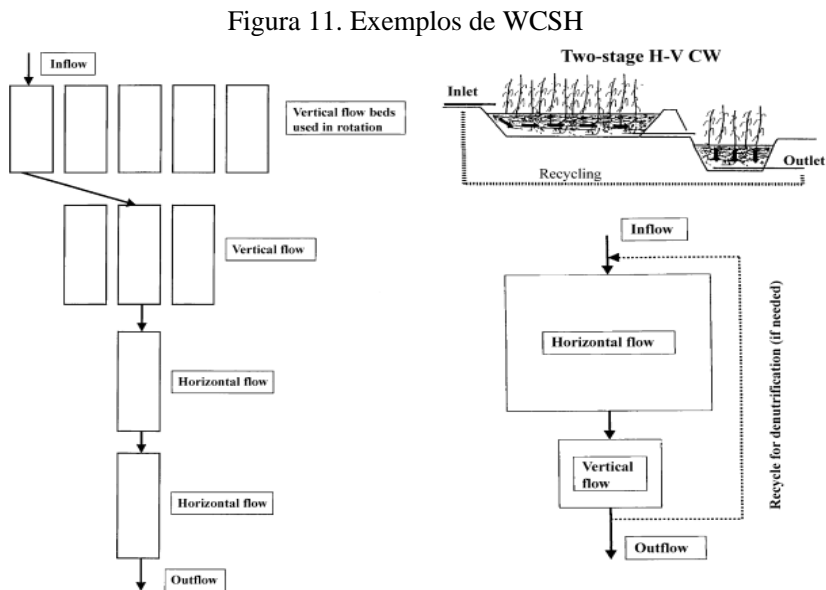 Figura 11. Exemplos de WCSH
Inflow
Vertical flow beds
used in rotation
Vertical flow
Horizontal flow
Horizontal flow
Outflow
Two-stage H-V CW
Inlet
Outlet
Recycling
Inflow
Horizontal flow
Vertical
flow
Outflow
Recycle for denutrification (if needed)